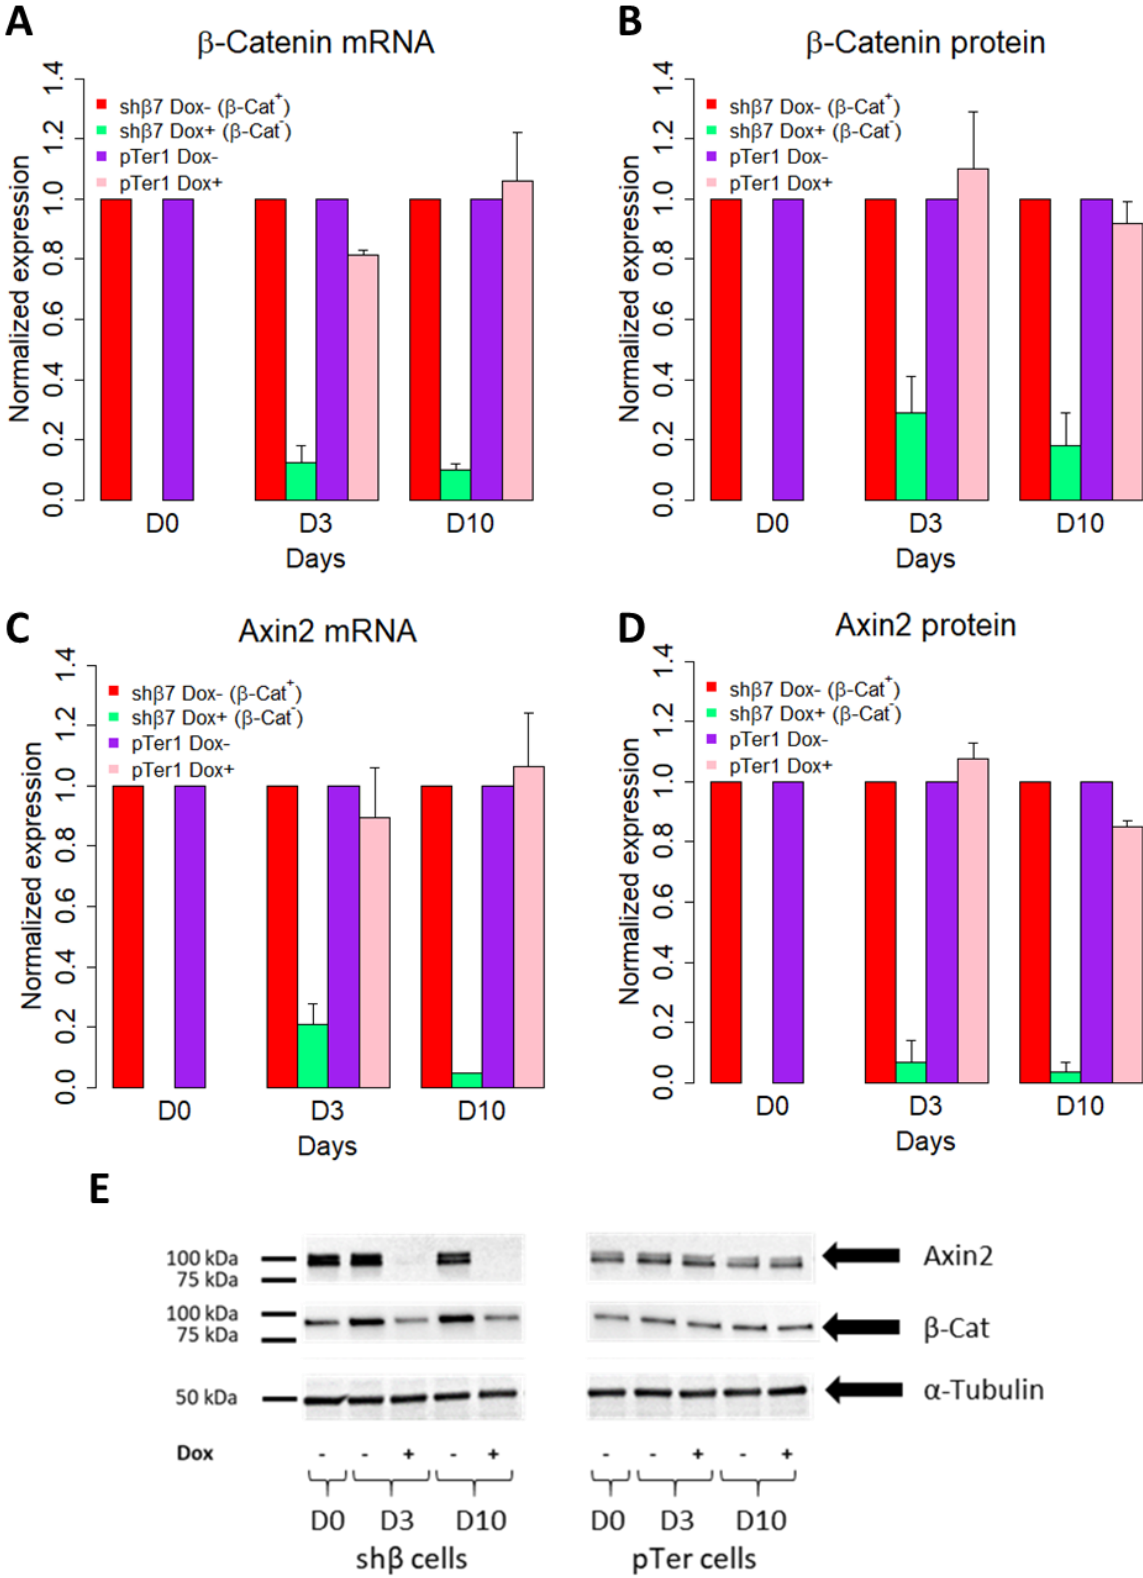 A
β-Catenin mRNA
Normalized expression
1.4
1.2
1.0
0.8
0.6
0.4
0.2
0.0
shβ7 Dox- (β-Cat+)
shβ7 Dox+ (β-Cat-)
pTer1 Dox-
pTer1 Dox+
D0 D3 D10
Days
B
β-Catenin protein
Normalized expression
1.4
1.2
1.0
0.8
0.6
0.4
0.2
0.0
shβ7 Dox- (β-Cat+)
shβ7 Dox+ (β-Cat-)
pTer1 Dox-
pTer1 Dox+
D0 D3 D10
Days
C
Axin2 mRNA
Normalized expression
1.4
1.2
1.0
0.8
0.6
0.4
0.2
0.0
shβ7 Dox- (β-Cat+)
shβ7 Dox+ (β-Cat-)
pTer1 Dox-
pTer1 Dox+
D0 D3 D10
Days
D
Axin2 protein
Normalized expression
1.4
1.2
1.0
0.8
0.6
0.4
0.2
0.0
shβ7 Dox- (β-Cat+)
shβ7 Dox+ (β-Cat-)
pTer1 Dox-
pTer1 Dox+
D0 D3 D10
Days
E
100 kDa
75 kDa
Axin2
100 kDa
75 kDa
β-Cat
50 kDa
α-Tubulin
Dox - - + - + - - + - +
D0 D3 D10 D0 D3 D10
shβ cells pTer cells